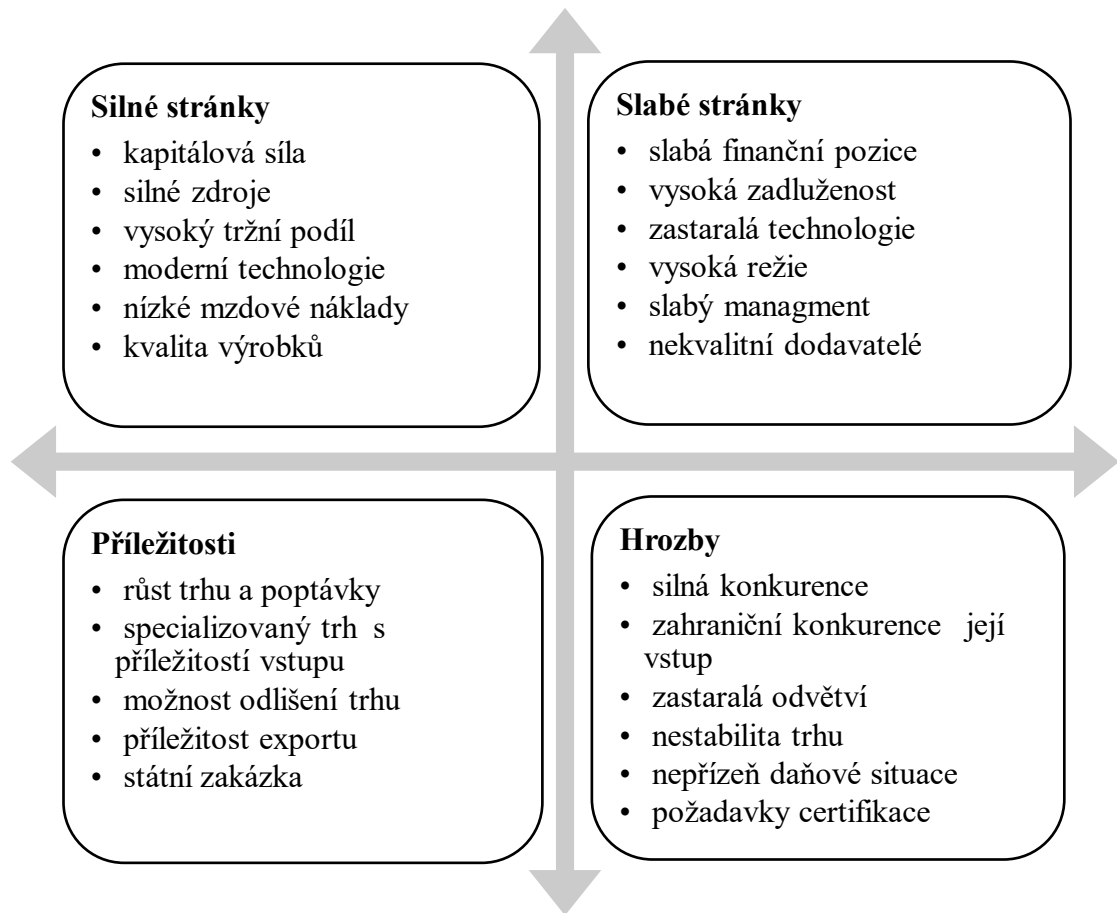 Silné stránky
• kapitálová síla
• silné zdroje
• vysoký tržní podíl
• moderní technologie
• nízké mzdové náklady
• kvalita výrobků
Slabé stránky
• slabá finanční pozice
• vysoká zadluženost
• zastaralá technologie
• vysoká režie
• slabý managment
• nekvalitní dodavatelé
Příležitosti
• růst trhu a poptávky
• specializovaný trh s
příležitostí vstupu
• možnost odlišení trhu
• příležitost exportu
• státní zakázka
Hrozby
• silná konkurence
• zahraniční konkurence její
vstup
• zastaralá odvětví
• nestabilita trhu
• nepřízeň daňové situace
• požadavky certifikace